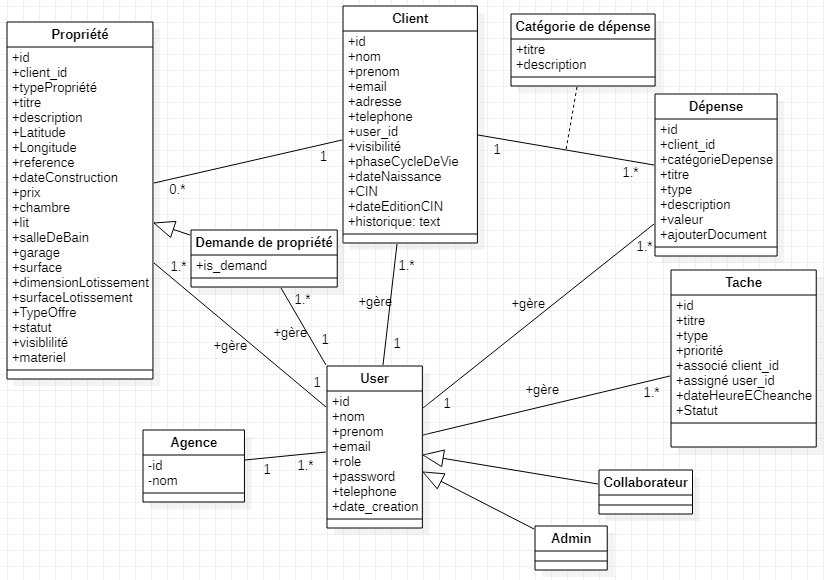 Propriété
+id
+client_id
+typePropriété
+titre
+description
+Latitude
+Longitude
+reference
+dateConstruction
+prix
+chambre
+lit
+salleDeBain
+garage
+surface
+dimensionLotissement
+surfaceLotissement
+TypeOffre
+statut
+visiblilité
+materiel
Client
+id
+nom
+prenom
+email
+adresse
+telephone
+user_id
+visibilité
+phaseCycleDeVie
+dateNaissance
+CIN
+dateEditionCIN
+historique: text
Catégorie de dépense
+titre
+description
Dépense
+id
+client_id
+catégorieDepense
+titre
+type
+description
+valeur
+ajouterDocument
0.*
1
1
1.*
Demande de propriété
+is_demand
1.*
1.*
1.*
1.*
+gère
+gère
+gère
+gère
1
1
1
1
Tache
+id
+titre
+type
+priorité
+associé client_id
+assigné user_id
+dateHeureECheanche
+Statut
+gère
1.*
User
+id
+nom
+prenom
+email
+role
+password
+telephone
+date_creation
Agence
-id
-nom
1
1.*
Collaborateur
Admin